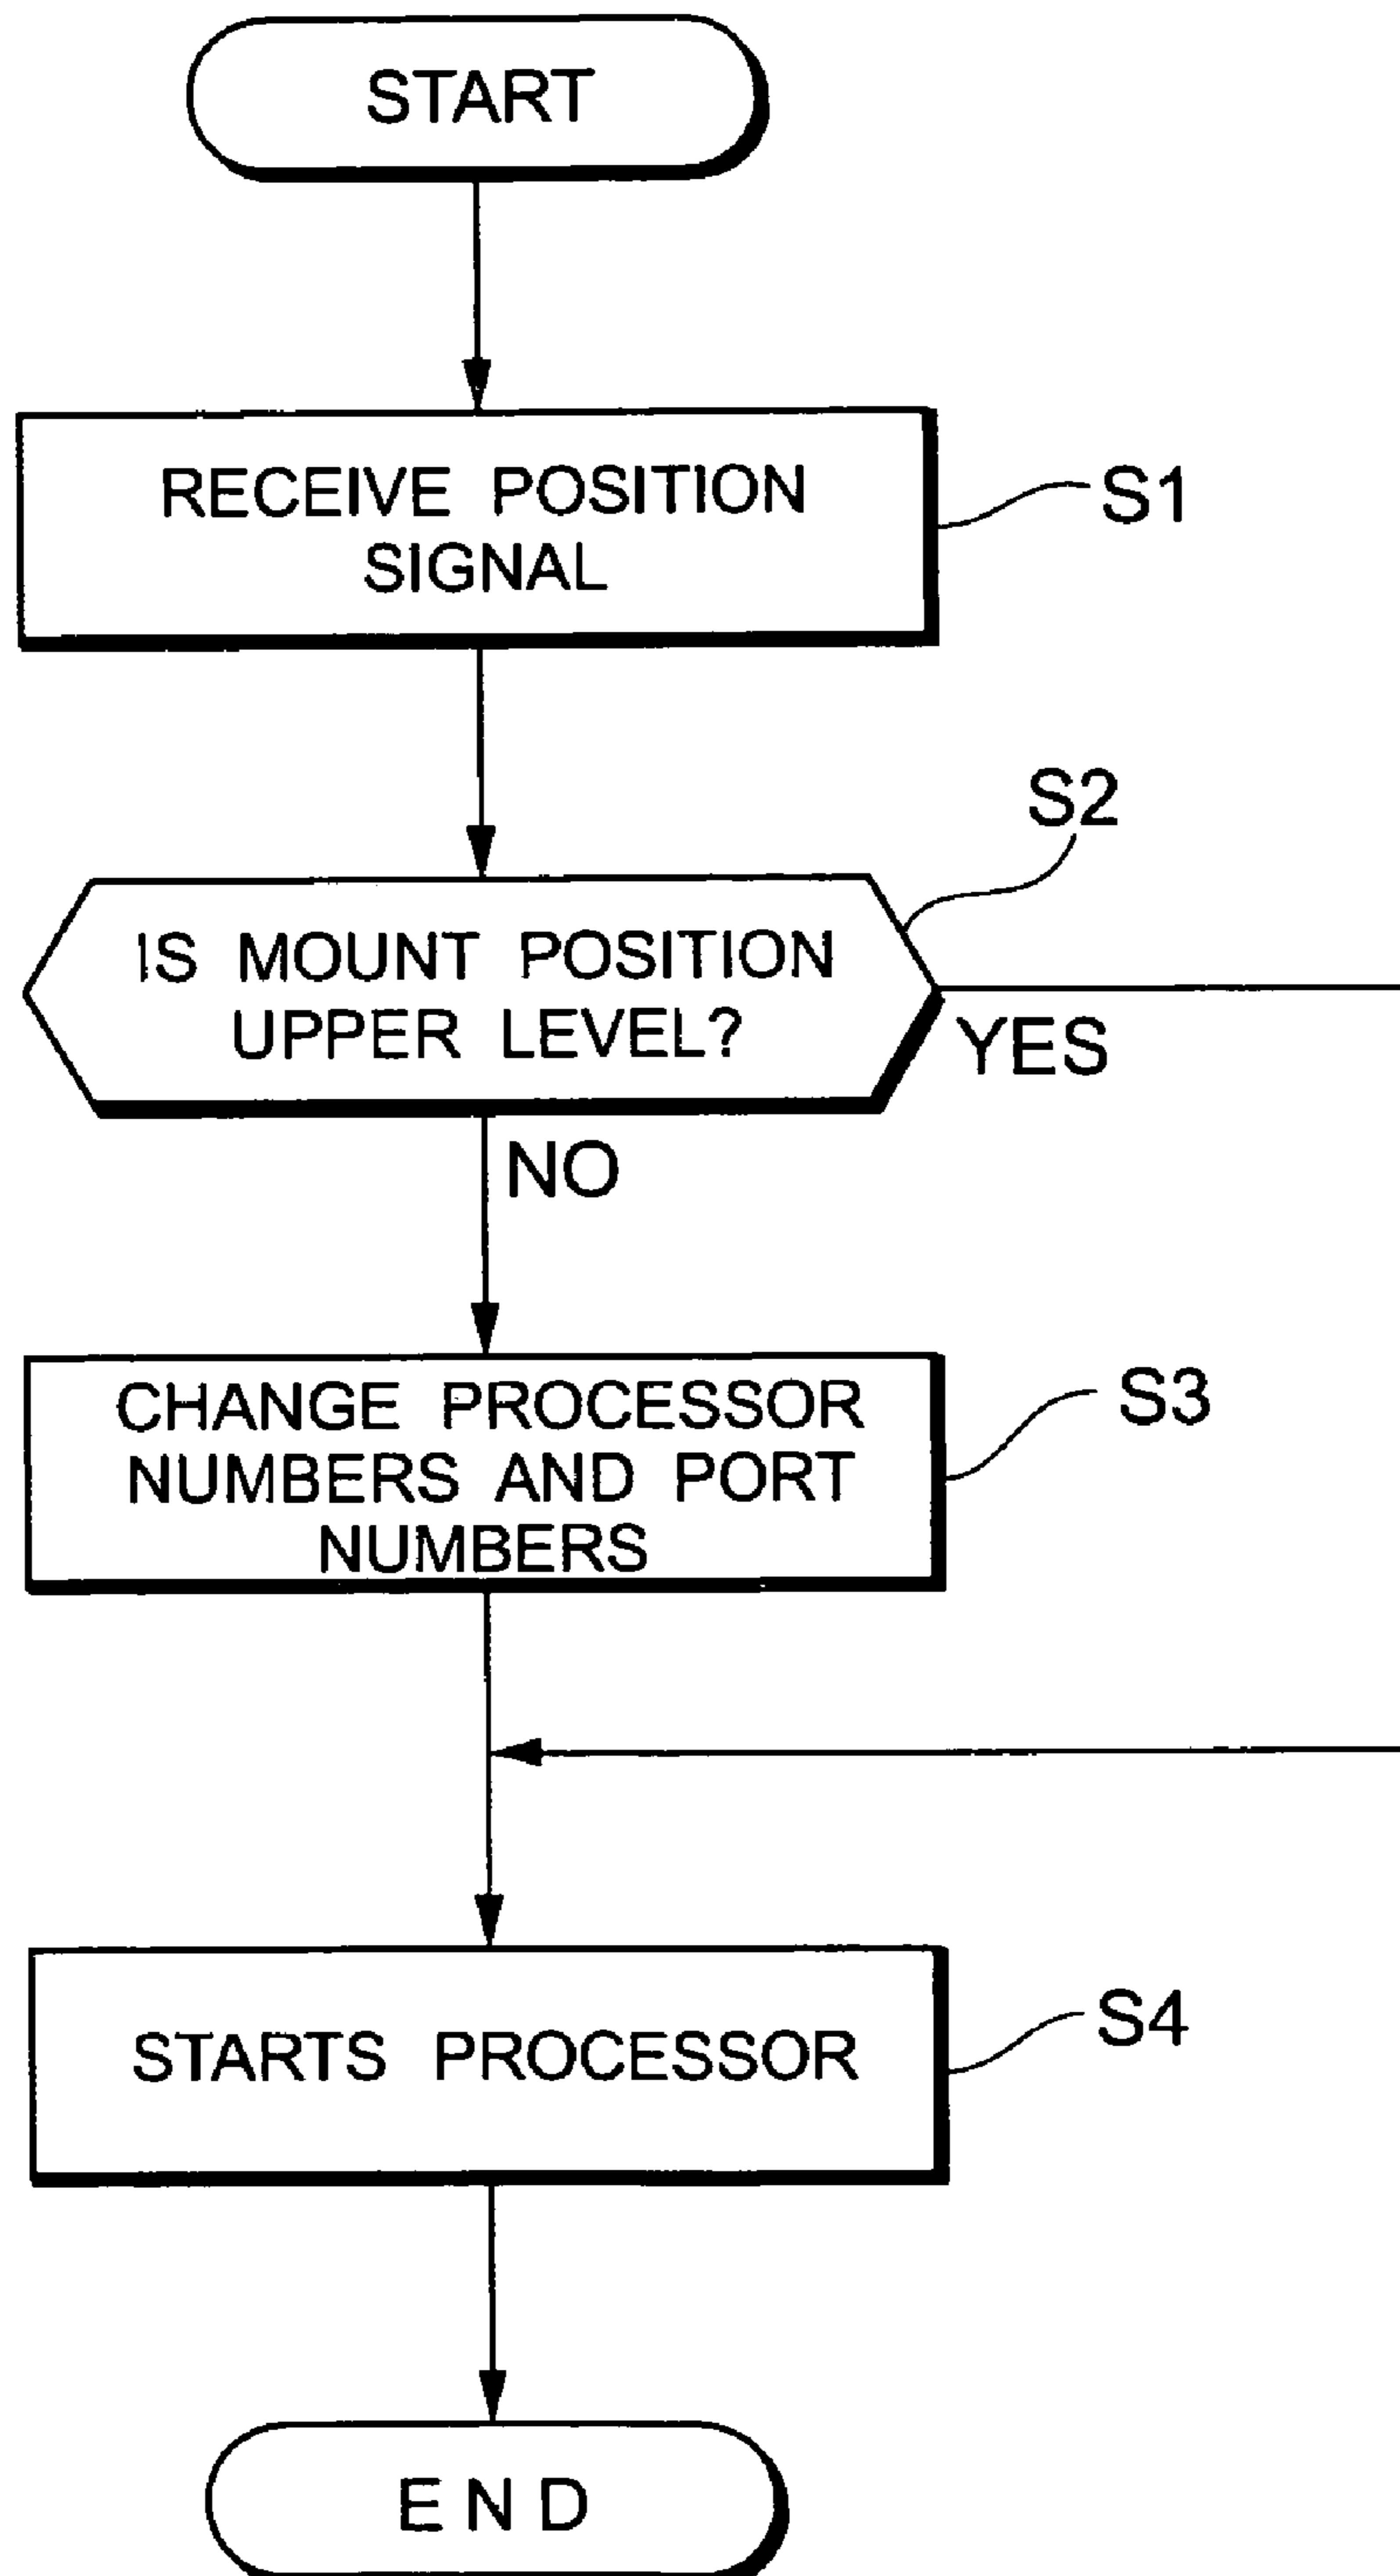 START
RECEIVE POSITION
SIGNAL
S1
S2
IS MOUNT POSITION
UPPER LEVEL?
YES
NO
CHANGE PROCESSOR
NUMBERS AND PORT
NUMBERS
S3
STARTS PROCESSOR
S4
END